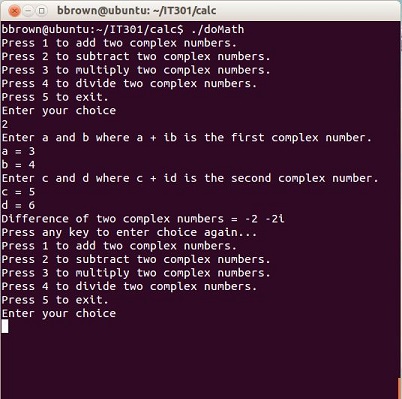 bbrown@ubuntu: ~/IT301/calc
bbrown@ubuntu:~/IT301/calc$ ./doMath
Press 1 to add two complex numbers.
Press 2 to subtract two complex numbers.
Press 3 to multiply two complex numbers.
Press 4 to divide two complex numbers.
Press 5 to exit.
Enter your choice
2
Enter a and b where a + ib is the first complex number.
a = 3
b = 4
Enter c and d where c + id is the second complex number.
c = 5
d = 6
Difference of two complex numbers = -2 -2i
Press any key to enter choice again...
Press 1 to add two complex numbers.
Press 2 to subtract two complex numbers.
Press 3 to multiply two complex numbers.
Press 4 to divide two complex numbers.
Press 5 to exit.
Enter your choice